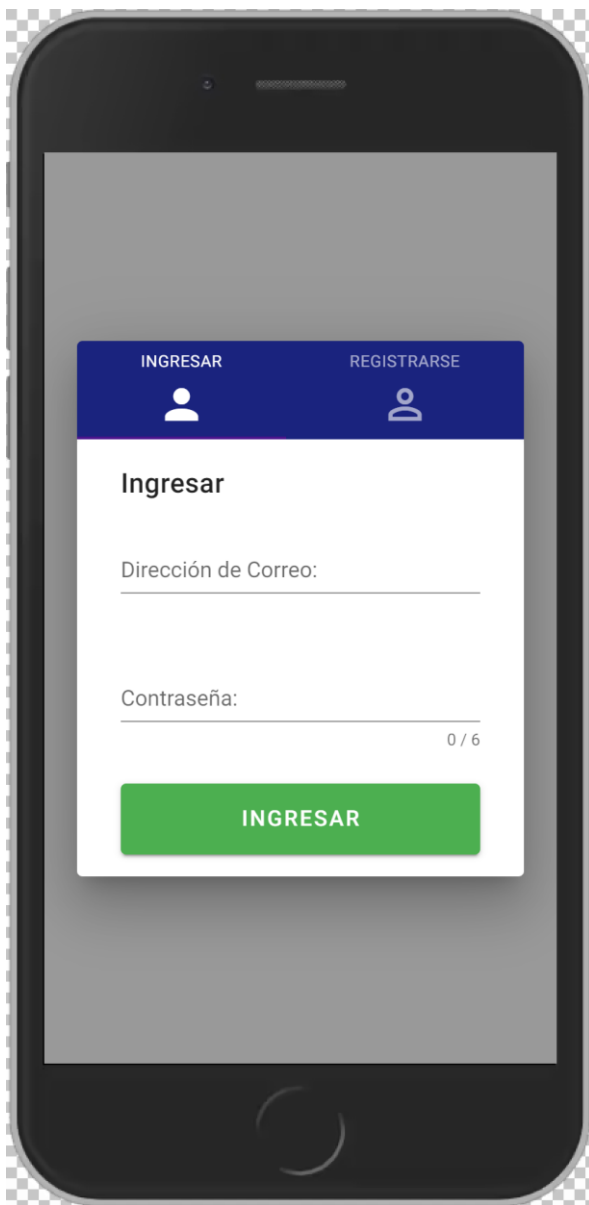 INGRESAR REGISTRARSE
Ingresar
Dirección de Correo:
Contraseña:
0 / 6
INGRESAR